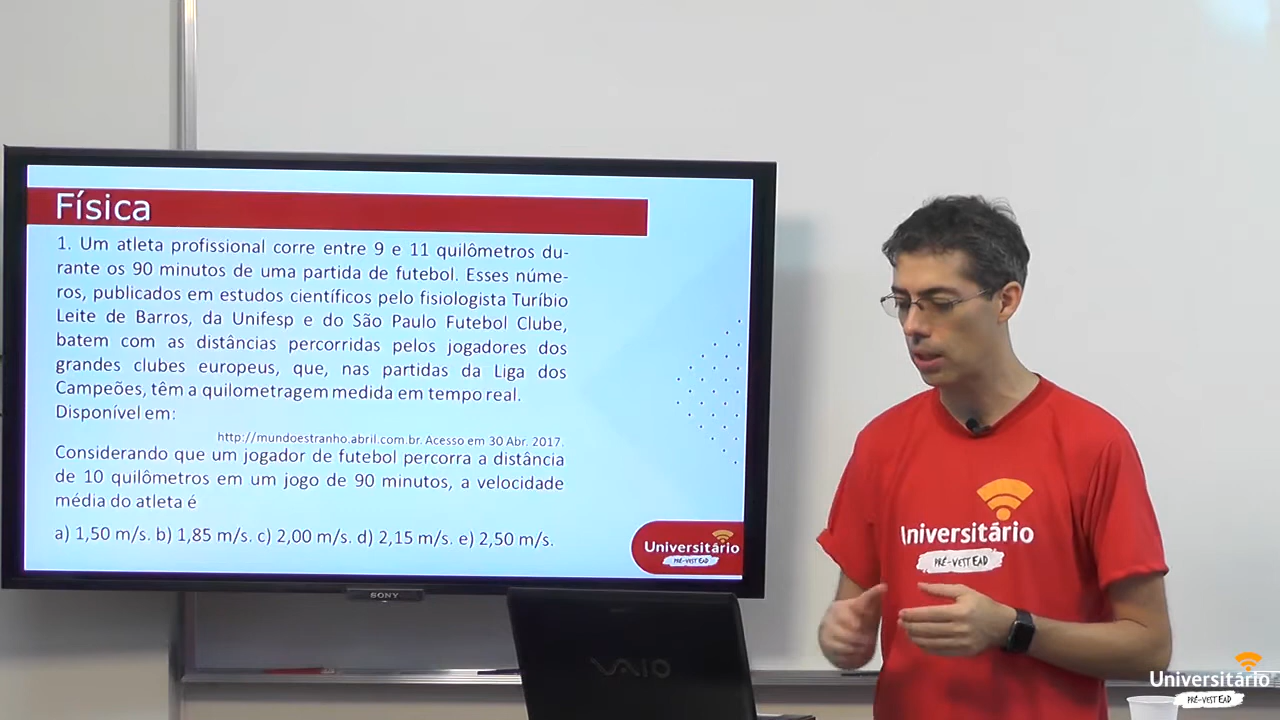 Física
1. Um atleta profissional corre entre 9 e 11 quilômetros du-
rante os 90 minutos de uma partida de futebol. Esses núme-
ros, publicados em estudos científicos pelo fisiologista Turíbio
Leite de Barros, da Unifesp e do São Paulo Futebol Clube,
batem com as distâncias percorridas pelos jogadores dos
grandes clubes europeus, que, nas partidas da Liga dos
Campeões, têm a quilometragem medida em tempo real.
Disponível em:
http://mundoestranho.abril.com.br. Acesso em 30 Abr. 2017.
Considerando que um jogador de futebol percorra a distância
de 10 quilômetros em um jogo de 90 minutos, a velocidade
média do atleta é
a) 1,50 m/s. b) 1,85 m/s. c) 2,00 m/s. d) 2,15 m/s. e) 2,50 m/s.
Universitário
PRÉ-VEST EAD
SONY
VAIO
Universitário
PRÉ-VEST EAD
Universitário
PRÉ-VEST EAD